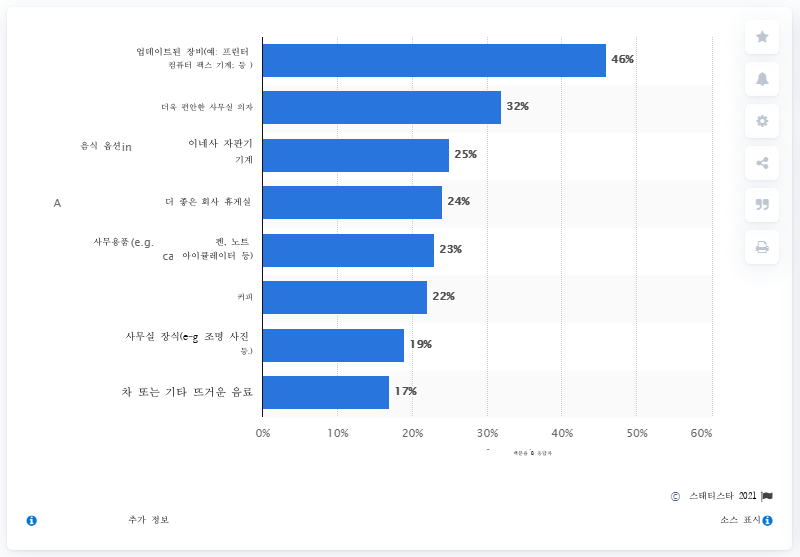 업데이트된 장비(예: 프린터
컴퓨터 팩스 기계; 등 )
46%
더욱 편안한 사무실 의자
32%
음식 옵션in 이네사 자판기
기계
25%
A 더 좋은 회사 휴게실
24%
사무용품(e.g. 펜, 노트
ca 아이큘레이터 등)
23%
커피
22%
사무실 장식(e-g 조명 사진
등.)
19%
차 또는 기타 뜨거운 음료
17%
0% 10% 20% 30% 40% 50% 60%
© 스태티스타 2021
추가 정보 소스 표시